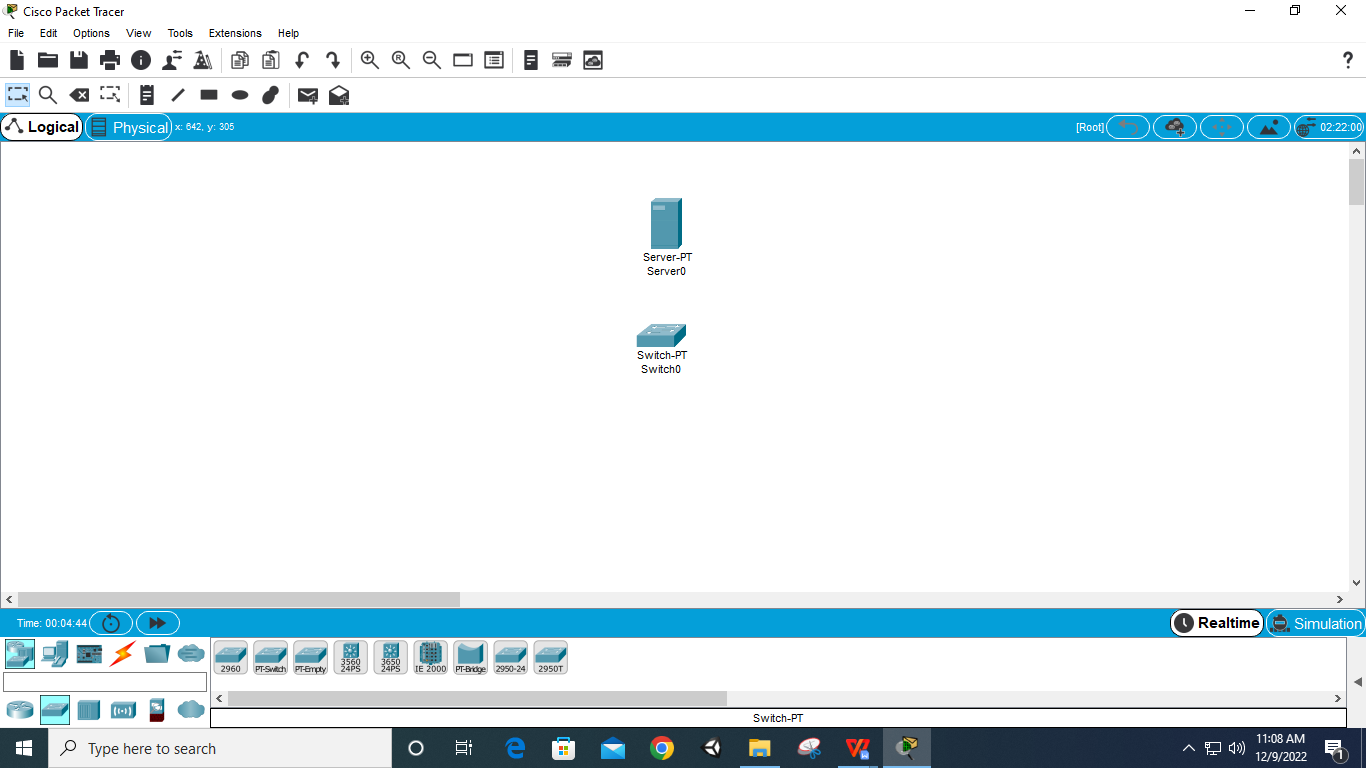 Cisco Packet Tracer
File Edit Options View Tools Extensions Help
?
Logical Physical x: 642, y: 305 [Root] 02:22:00
Server-PT
Server0
Switch-PT
Switch0
Time: 00:04:44 Realtime Simulation
2960 PT-Switch PT-Empty 3560 24PS 3650 24PS IE 2000 PT-Bridge 2950-24 2950T
Switch-PT
Type here to search
11:08 AM
12/9/2022
1